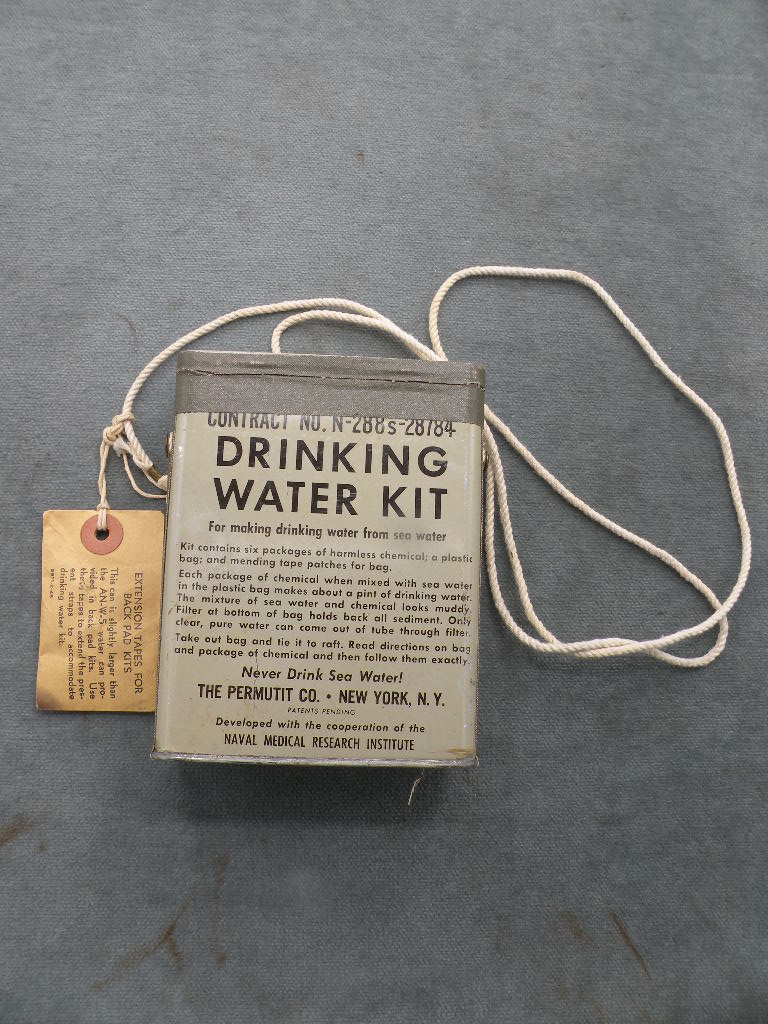 CONTRACT NO. N-288s-28784
DRINKING
WATER KIT
For making drinking water from sea water
Kit contains six packages of harmless chemical; a plastic
bag; and mending tape patches for bag.
Each package of chemical when mixed with sea water
in the plastic bag makes about a pint of drinking water.
The mixture of sea water and chemical looks muddy.
Filter at bottom of bag holds back all sediment. Only
clear, pure water can come out of tube through filter.
Take out bag and tie it to raft. Read directions on bag
and package of chemical and then follow them exactly.
Never Drink Sea Water!
THE PERMUTIT CO. • NEW YORK, N. Y.
PATENTS PENDING
Developed with the cooperation of the
NAVAL MEDICAL RESEARCH INSTITUTE
EXTENSION TAPES FOR
BACK PAD KITS
This can is slightly larger than
the AN-W-5 water can pro-
vided in back pad kits. Use
these tapes to extend the pres-
ent straps to accommodate
drinking water kit.